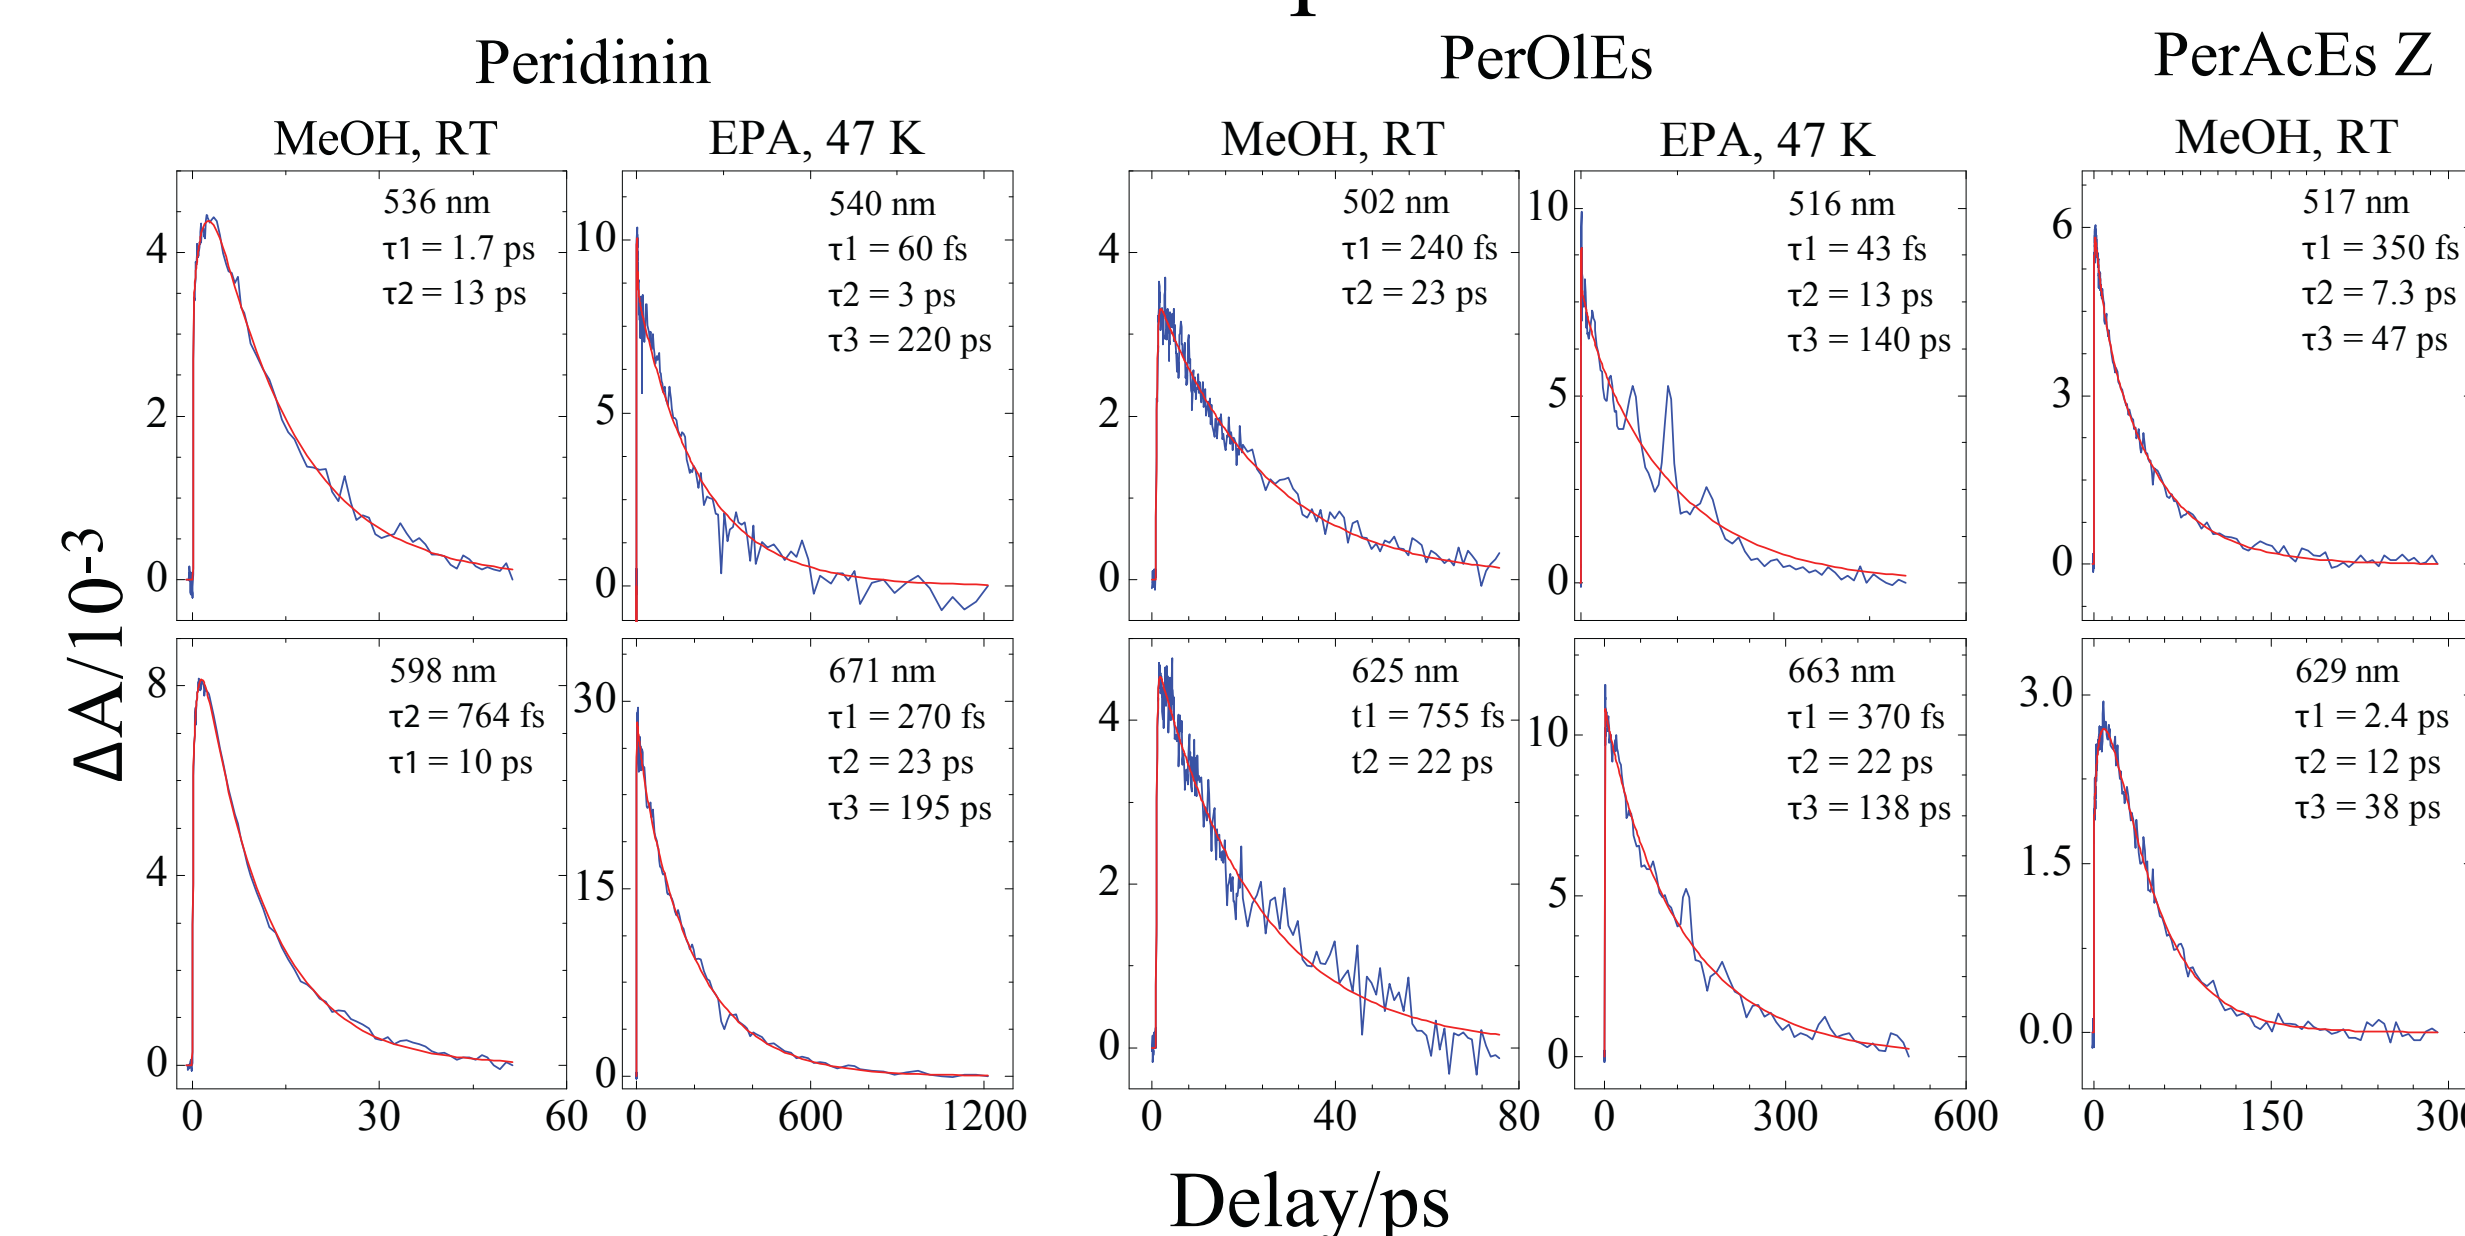 Peridinin
PerOlEs
PerAcEs Z
MeOH, RT
EPA, 47 K
MeOH, RT
EPA, 47 K
MeOH, RT
ΔA/10-3
4
2
0
536 nm
τ1 = 1.7 ps
τ2 = 13 ps
10
5
0
540 nm
τ1 = 60 fs
τ2 = 3 ps
τ3 = 220 ps
4
2
0
502 nm
τ1 = 240 fs
τ2 = 23 ps
10
5
0
516 nm
τ1 = 43 fs
τ2 = 13 ps
τ3 = 140 ps
6
3
0
517 nm
τ1 = 350 fs
τ2 = 7.3 ps
τ3 = 47 ps
8
4
0
598 nm
τ2 = 764 fs
τ1 = 10 ps
30
15
0
671 nm
τ1 = 270 fs
τ2 = 23 ps
τ3 = 195 ps
4
2
0
625 nm
t1 = 755 fs
t2 = 22 ps
10
5
0
663 nm
τ1 = 370 fs
τ2 = 22 ps
τ3 = 138 ps
3.0
1.5
0.0
629 nm
τ1 = 2.4 ps
τ2 = 12 ps
τ3 = 38 ps
0 30 60
0 600 1200
0 40 80
0 300 600
0 150 300
Delay/ps